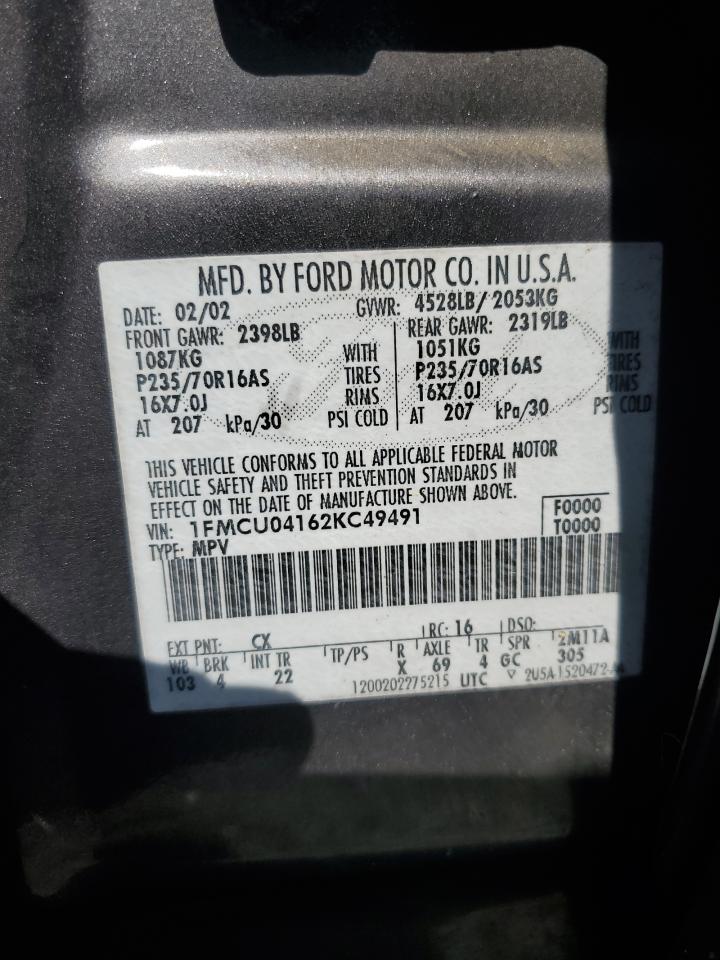 MFD. BY FORD MOTOR CO. IN U.S.A.
DATE: 02/02 GVWR: 4528LB/ 2053KG
FRONT GAWR: 2398LB REAR GAWR: 2319LB
1087KG WITH 1051KG WITH
P235/70R16AS TIRES P235/70R16AS TIRES
16X7.0J RIMS 16X7.0J RIMS
AT 207 kPa/30 PSI COLD AT 207 kPa/30 PSI COLD
THIS VEHICLE CONFORMS TO ALL APPLICABLE FEDERAL MOTOR
VEHICLE SAFETY AND THEFT PREVENTION STANDARDS IN
EFFECT ON THE DATE OF MANUFACTURE SHOWN ABOVE.
VIN: 1FMCU04162KC49491 F0000
TYPE: MPV T0000
EXT PNT: CX RC: 16 DSO:
WB BRK INT TR TP/PS R AXLE TR SPR 2M11A
103 4 22 X 69 4 GC 305
1200202275215 UTC 2U5A-1520472-